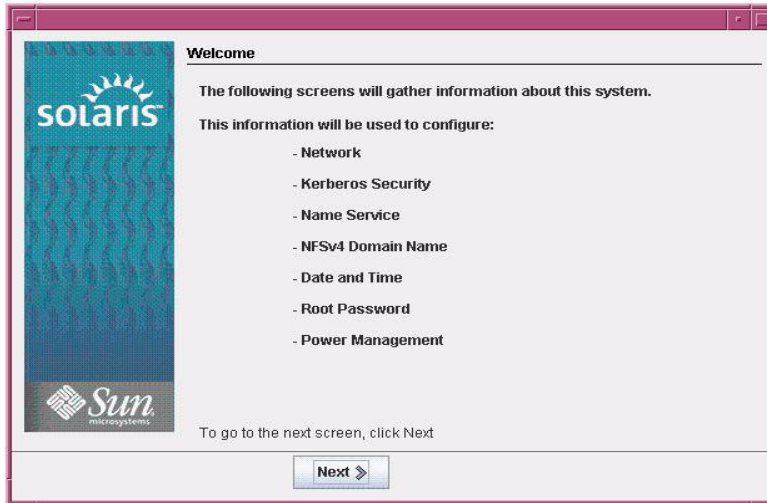 Welcome
solaris™
The following screens will gather information about this system.
This information will be used to configure:
- Network
- Kerberos Security
- Name Service
- NFSv4 Domain Name
- Date and Time
- Root Password
- Power Management
Sun
microsystems
To go to the next screen, click Next
Next